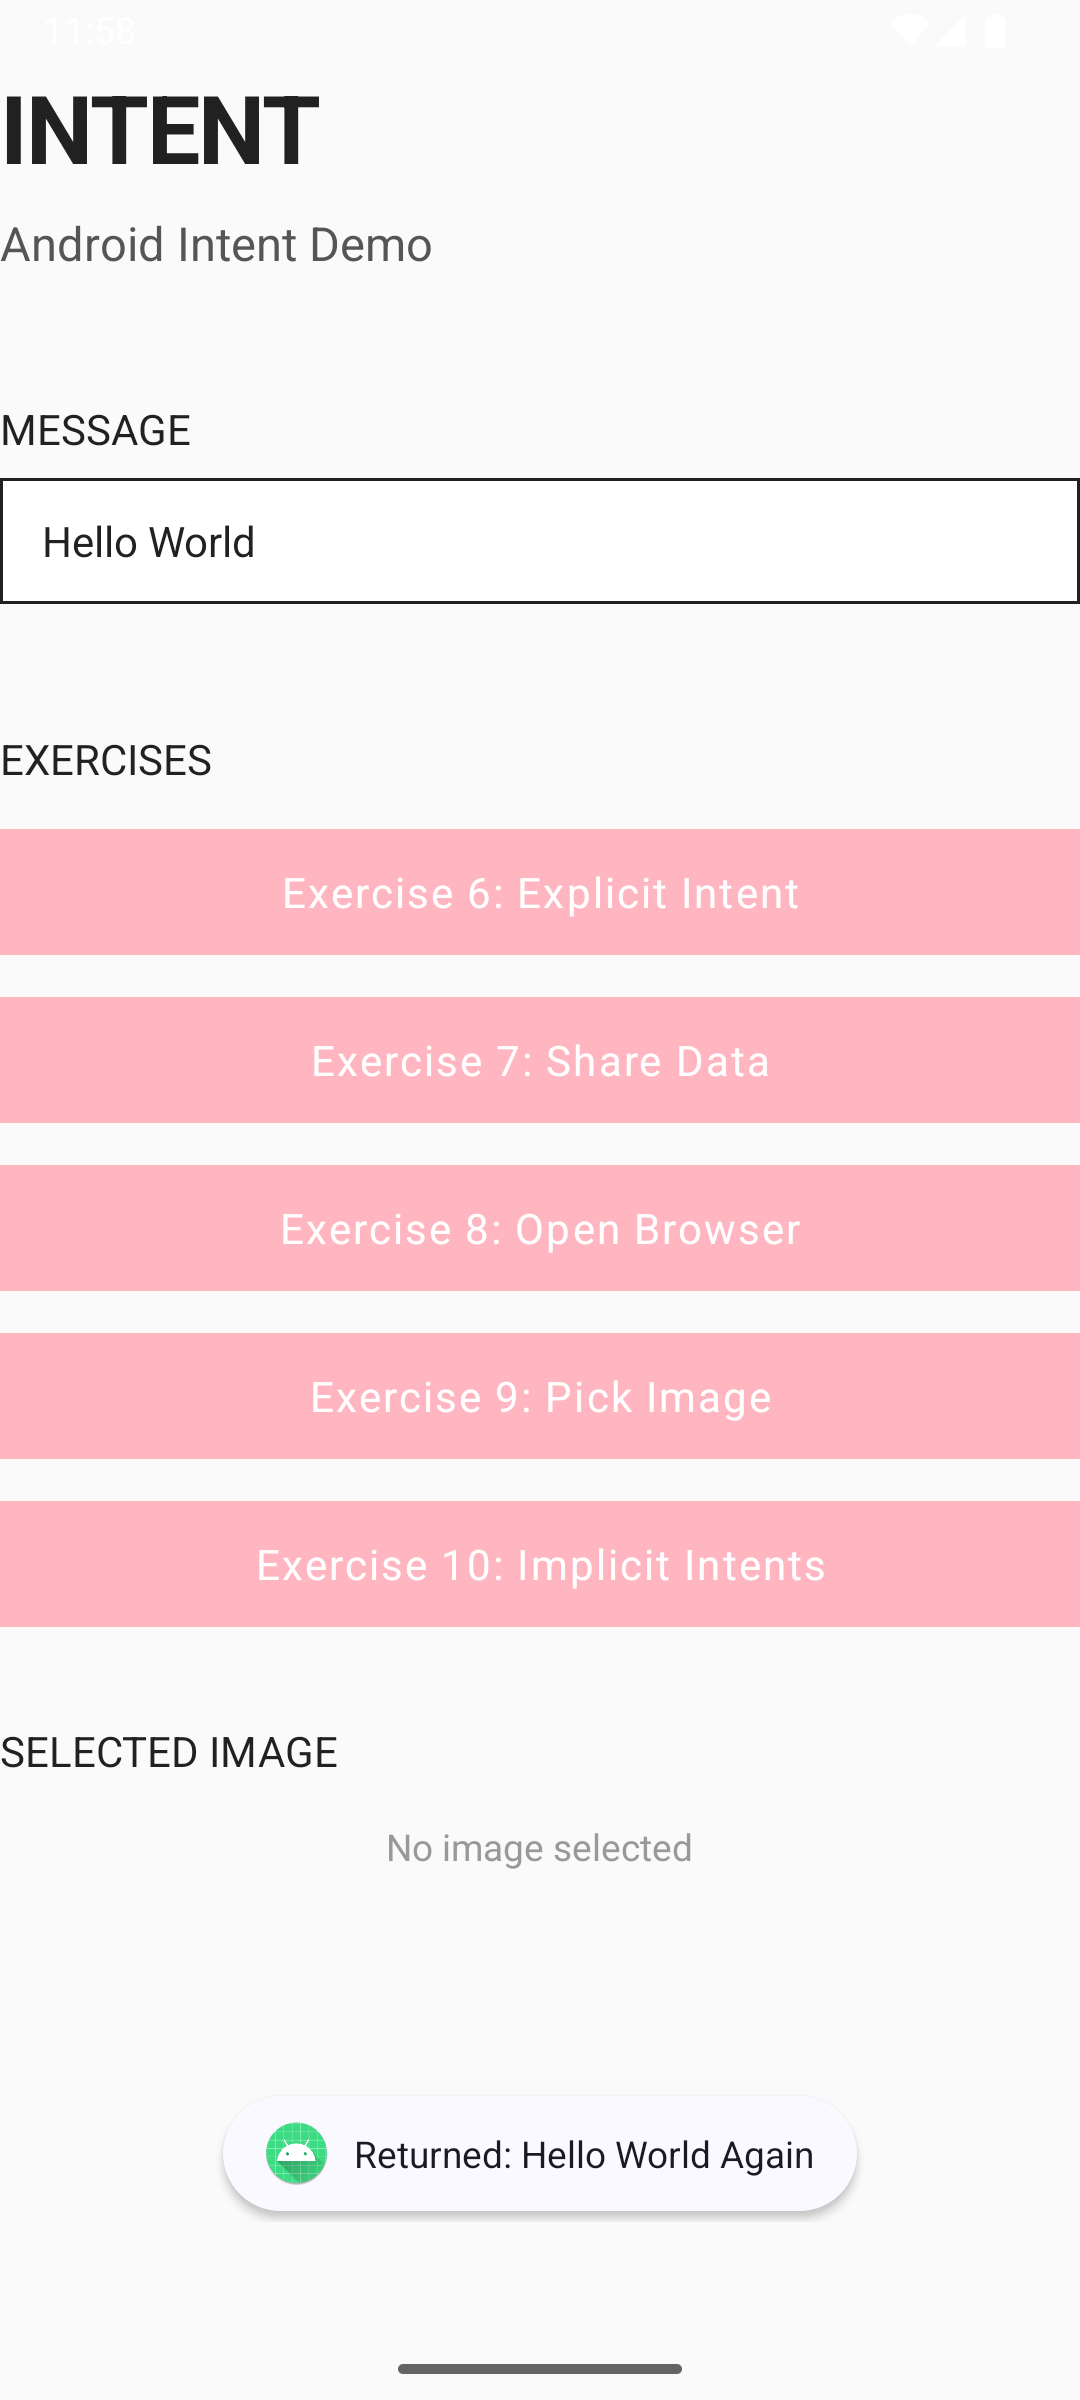 11:58
INTENT
Android Intent Demo
MESSAGE
Hello World
EXERCISES
Exercise 6: Explicit Intent
Exercise 7: Share Data
Exercise 8: Open Browser
Exercise 9: Pick Image
Exercise 10: Implicit Intents
SELECTED IMAGE
No image selected
Returned: Hello World Again